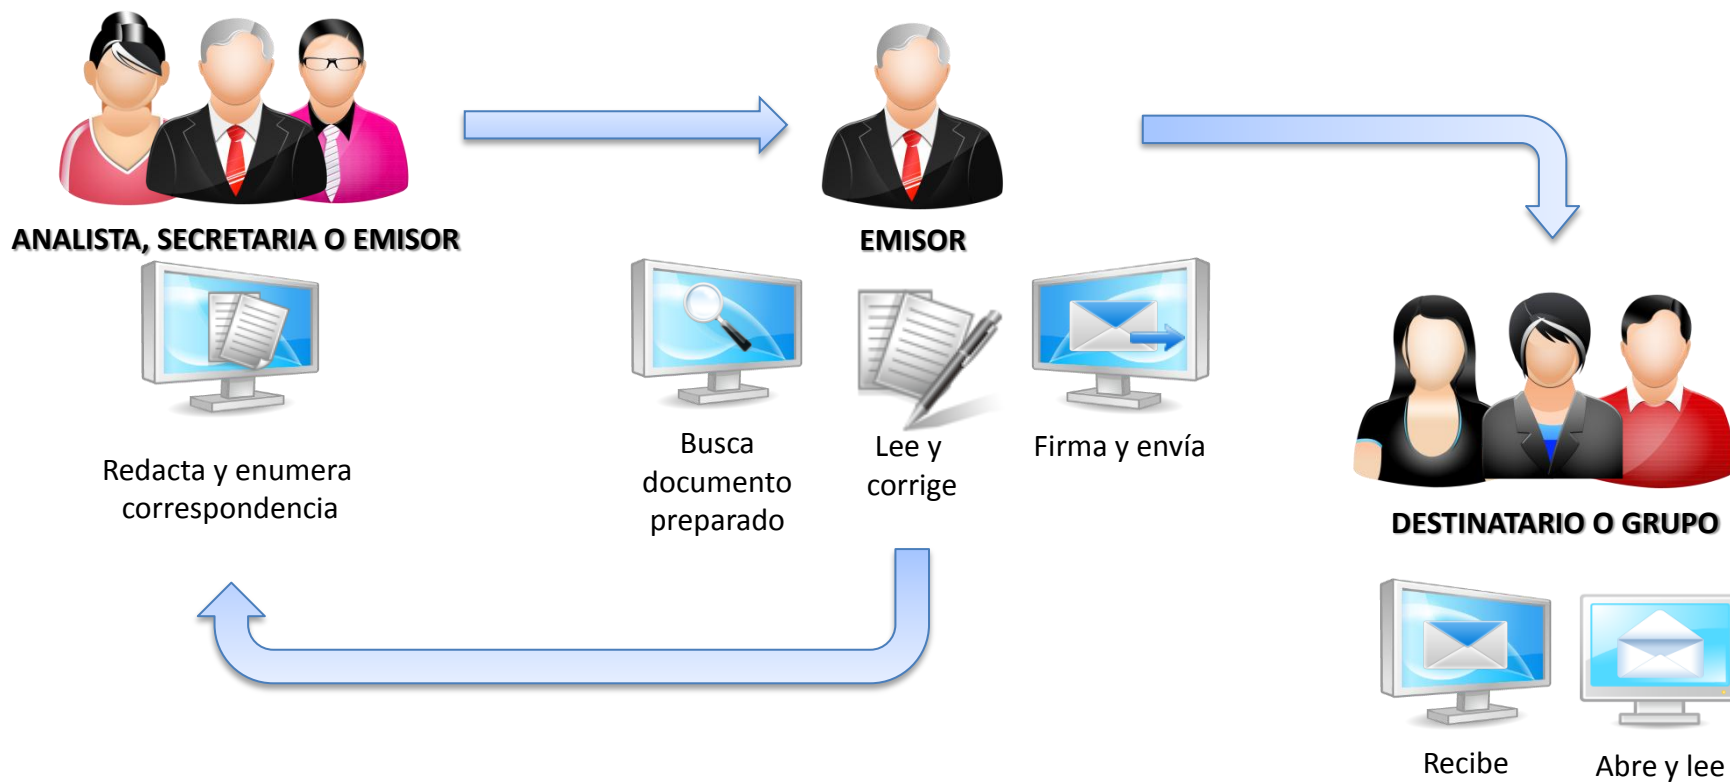 ANALISTA, SECRETARIA O EMISOR
Redacta y enumera
correspondencia
EMISOR
Busca
documento
preparado
Lee y
corrige
Firma y envía
DESTINATARIO O GRUPO
Recibe
Abre y lee